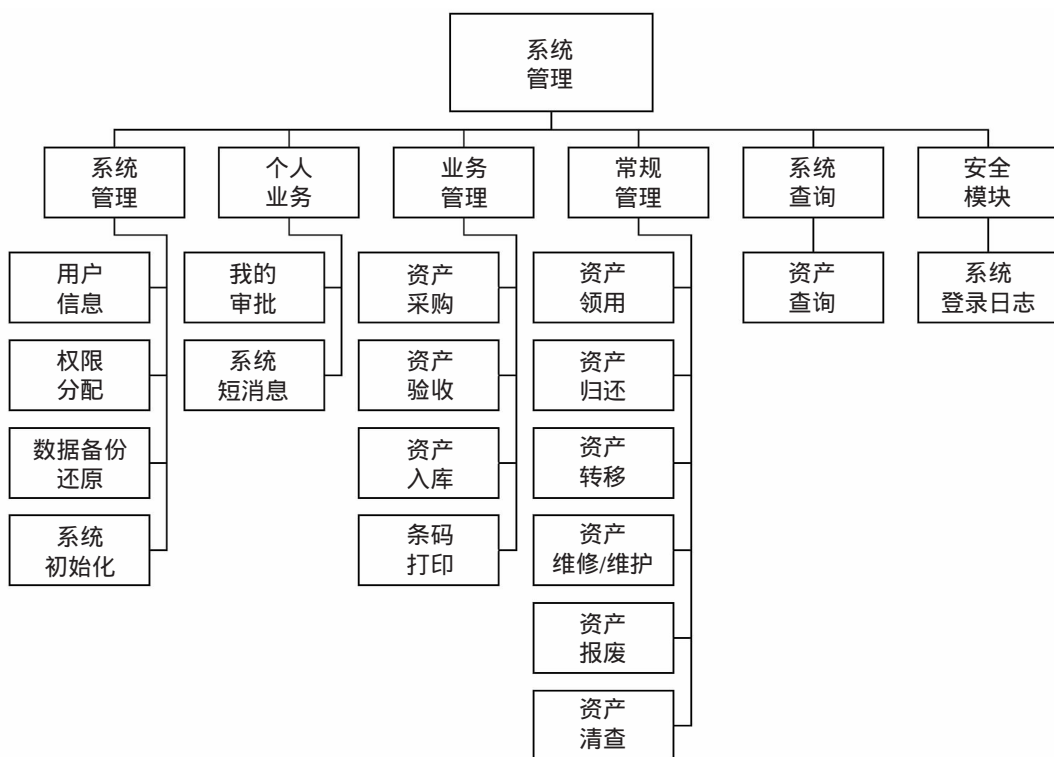 系统
管理
系统
管理
个人
业务
业务
管理
常规
管理
系统
查询
安全
模块
用户
信息
我的
审批
资产
采购
资产
领用
资产
查询
系统
登录日志
权限
分配
系统
短消息
资产
验收
资产
归还
数据备份
还原
资产
入库
资产
转移
系统
初始化
条码
打印
资产
维修/维护
资产
报废
资产
清查